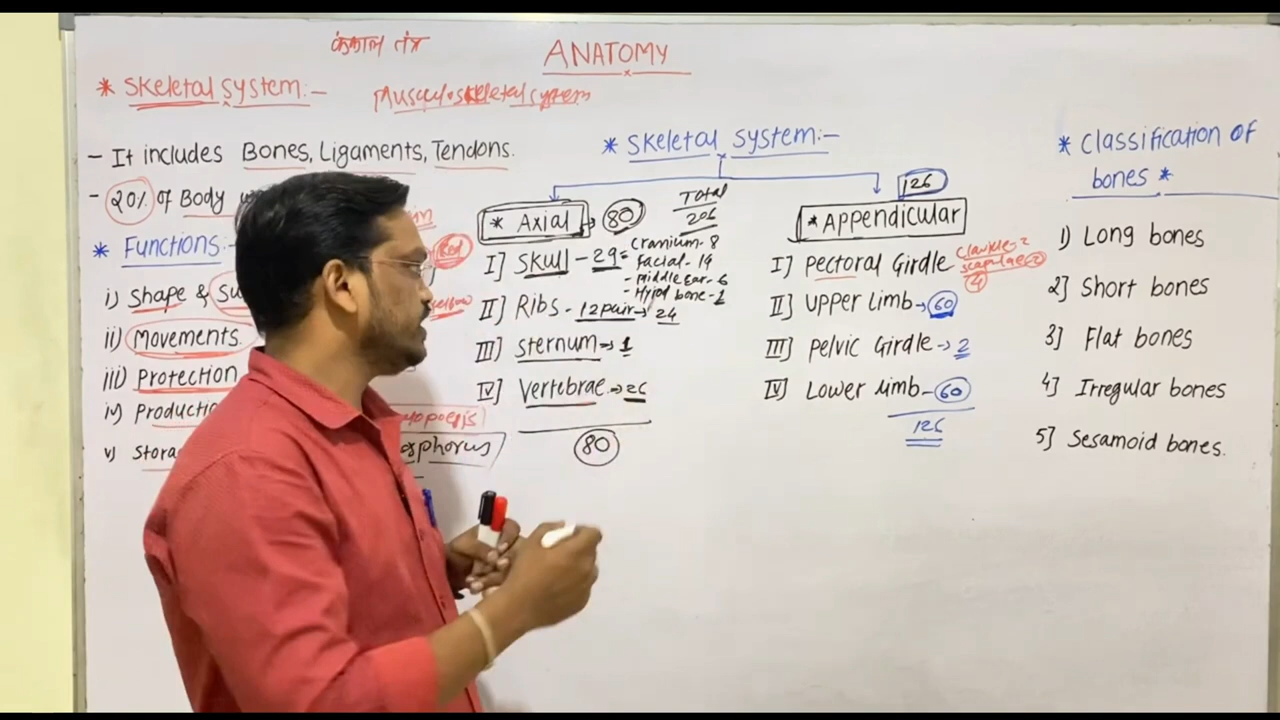 कंकाल तंत्र
ANATOMY
* Skeletal System:-
Musculoskeletal system
- It includes Bones, Ligaments, Tendons.
- 20% of Body
* Functions:-
Red
i) Shape & Su
ii) Movements.
iii) Protection
iv) Productio
v) Stora
osphorus
* Skeletal System:-
* Axial → 80
Total
206
I] Skull - 29 =
Cranium - 8
Facial - 14
- Middle Ear - 6
- Hyod bone - 1
II] Ribs - 12 pair → 24
III] Sternum → 1
IV] Vertebrae → 26
80
126
* Appendicular
I] Pectoral Girdle
Clavicle - 2
Scapulae - 2
4
II] Upper limb → 60
III] Pelvic Girdle → 2
IV] Lower limb - 60
126
* Classification of
bones *
1) Long bones
2] Short bones
3) Flat bones
4] Irregular bones
5] Sesamoid bones.